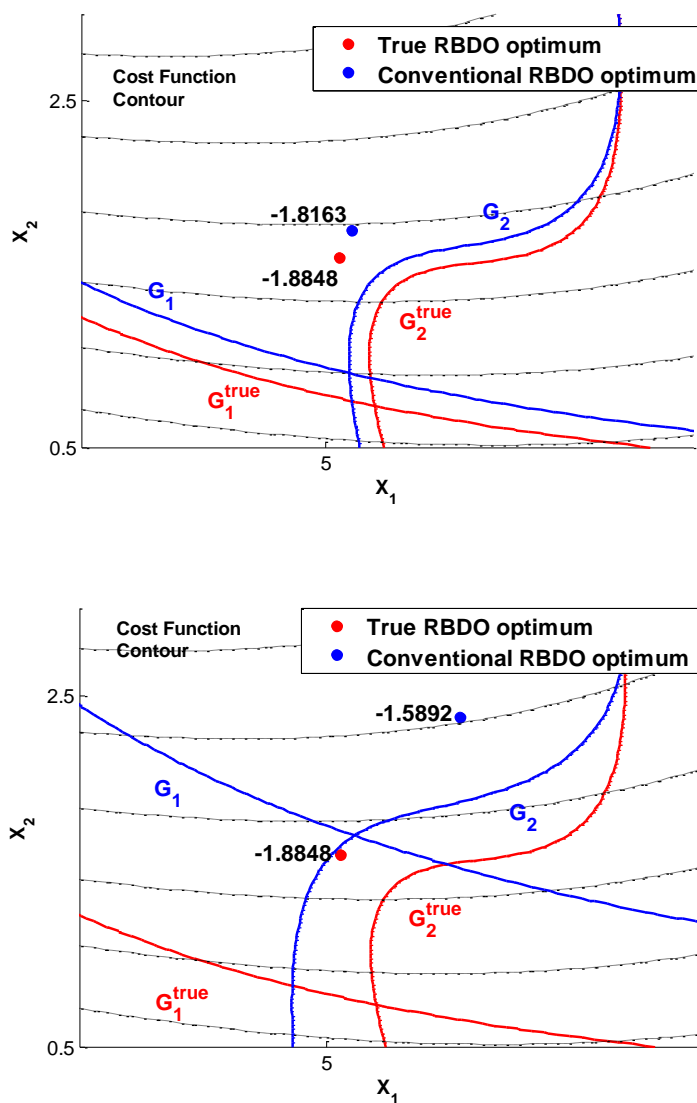 True RBDO optimum
Conventional RBDO optimum
Cost Function
Contour
2.5
-1.8163
G2
X2
-1.8848
G1
G2true
G1true
0.5
5
X1
True RBDO optimum
Conventional RBDO optimum
Cost Function
Contour
2.5
-1.5892
G1
G2
X2
-1.8848
G2true
G1true
0.5
5
X1